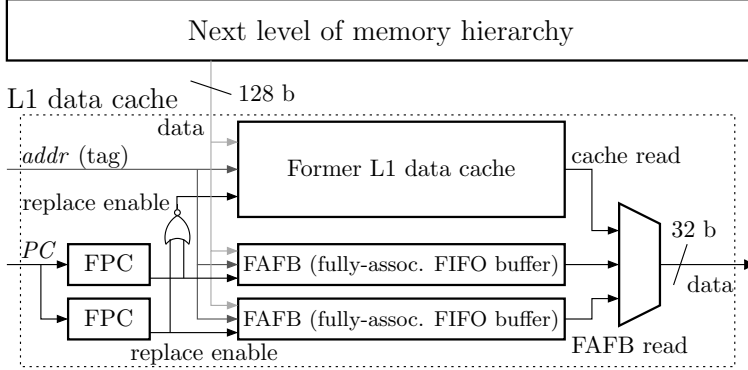 Next level of memory hierarchy
128 b
L1 data cache
data
addr (tag)
Former L1 data cache
cache read
replace enable
PC
32 b
FPC
FAFB (fully-assoc. FIFO buffer)
data
FPC
FAFB (fully-assoc. FIFO buffer)
FAFB read
replace enable